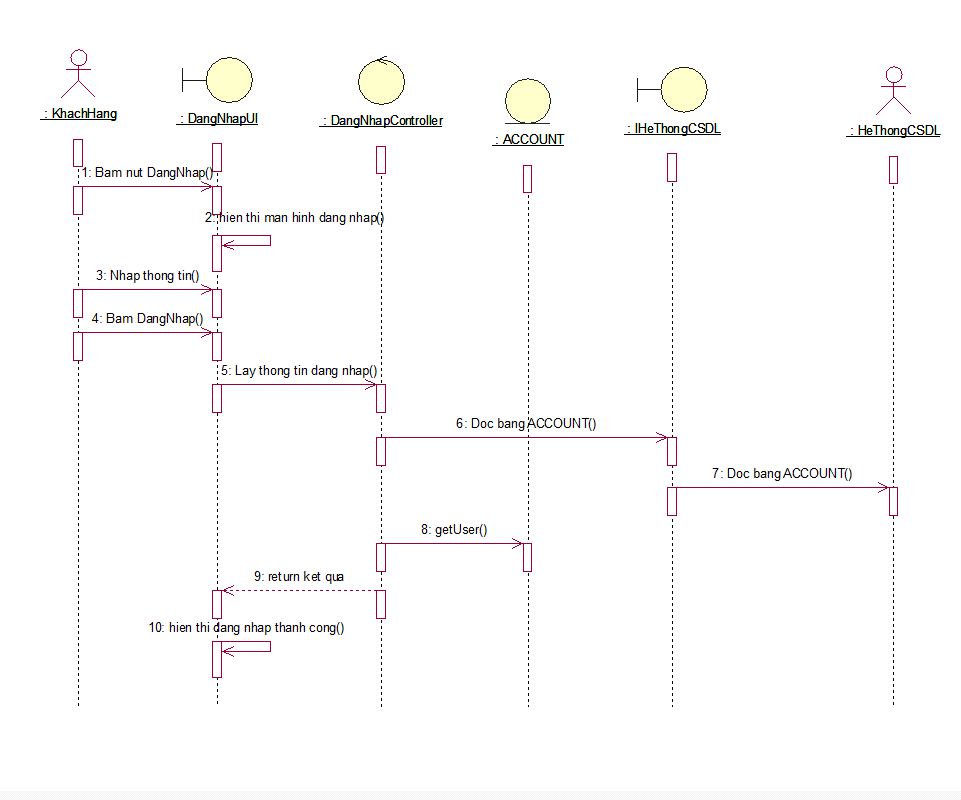 : KhachHang
: DangNhapUI
: DangNhapController
: ACCOUNT
: IHeThongCSDL
: HeThongCSDL
1: Bam nut DangNhap()
2: hien thi man hinh dang nhap()
3: Nhap thong tin()
4: Bam DangNhap()
5: Lay thong tin dang nhap()
6: Doc bang ACCOUNT()
7: Doc bang ACCOUNT()
8: getUser()
9: return ket qua
10: hien thi dang nhap thanh cong()